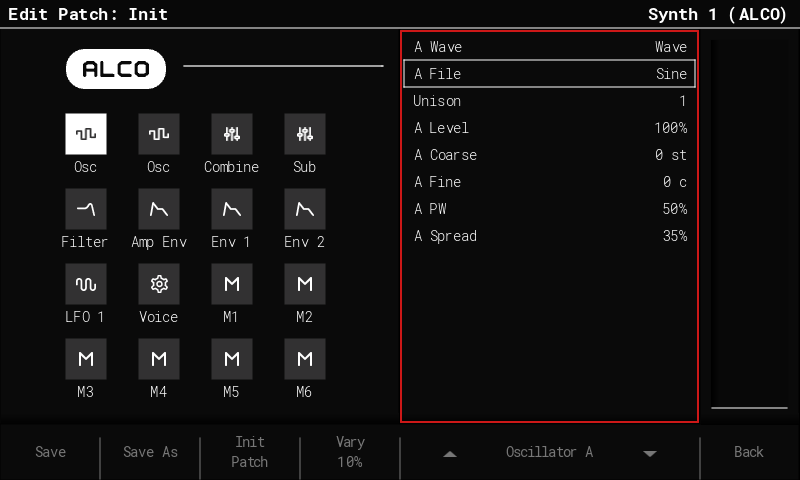 Edit Patch: Init
Synth 1 (ALCO)
ALCO
Osc Osc Combine Sub
Filter Amp Env Env 1 Env 2
LFO 1 Voice M M1 M M2
M M3 M M4 M M5 M M6
A Wave Wave
A File Sine
Unison 1
A Level 100%
A Coarse 0 st
A Fine 0 c
A PW 50%
A Spread 35%
Save
Save As
Init
Patch
Vary
10%
Oscillator A
Back